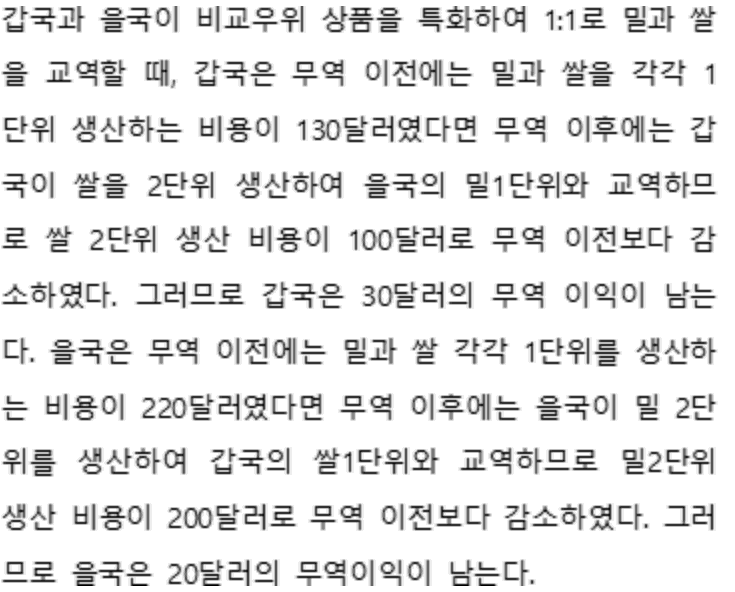 갑국과 을국이 비교우위 상품을 특화하여 1:1로 밀과 쌀
을 교역할 때, 갑국은 무역 이전에는 밀과 쌀을 각각 1
단위 생산하는 비용이 130달러였다면 무역 이후에는 갑
국이 쌀을 2단위 생산하여 을국의 밀1단위와 교역하므
로 쌀 2단위 생산 비용이 100달러로 무역 이전보다 감
소하였다. 그러므로 갑국은 30달러의 무역 이익이 남는
다. 을국은 무역 이전에는 밀과 쌀 각각 1단위를 생산하
는 비용이 220달러였다면 무역 이후에는 을국이 밀 2단
위를 생산하여 갑국의 쌀1단위와 교역하므로 밀2단위
생산 비용이 200달러로 무역 이전보다 감소하였다. 그러
므로 을국은 20달러의 무역이익이 남는다.